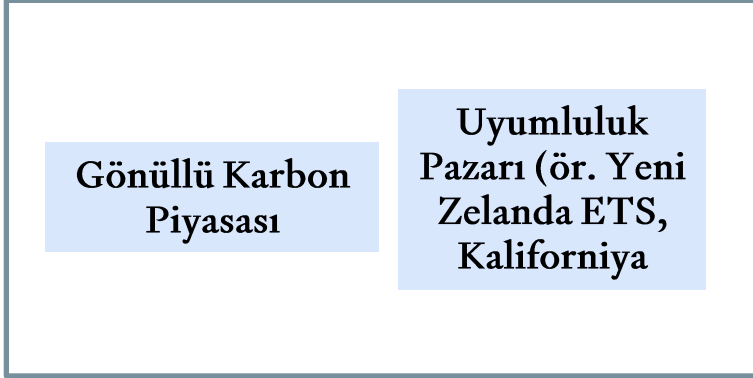 Gönüllü Karbon
Piyasası
Uyumluluk
Pazarı (ör. Yeni
Zelanda ETS,
Kaliforniya